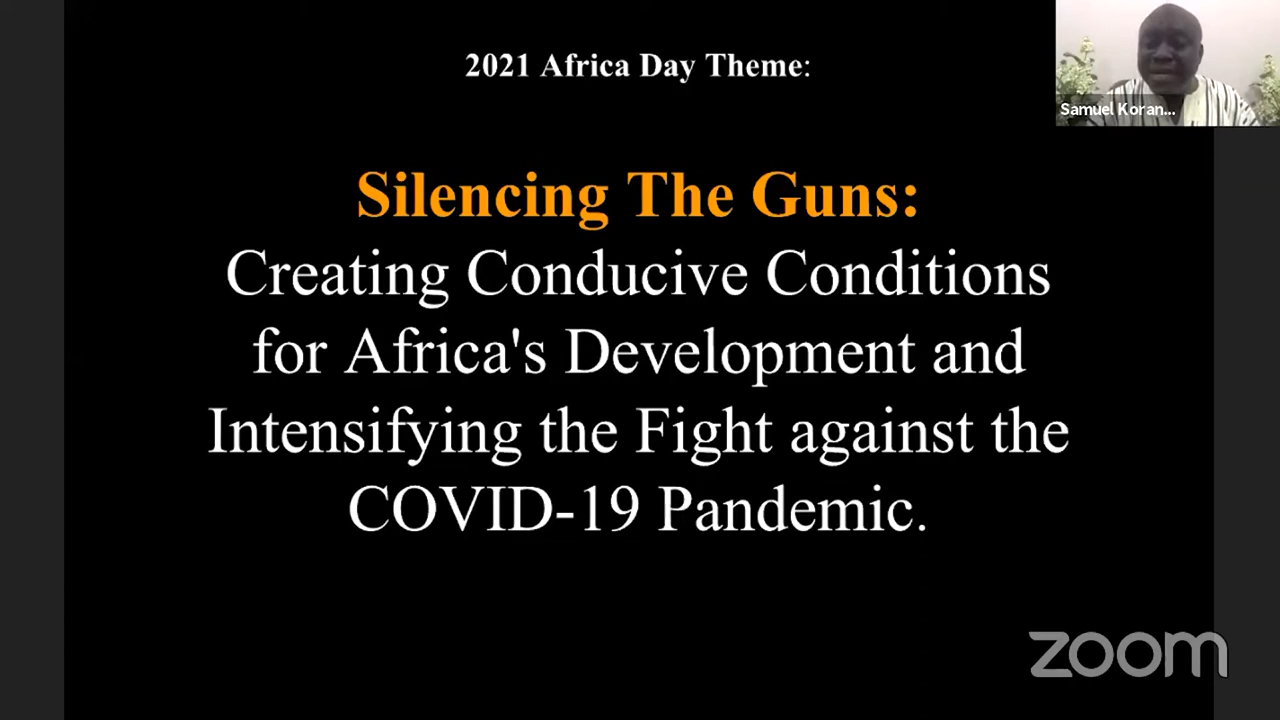 2021 Africa Day Theme:
Samuel Koran...
Silencing The Guns:
Creating Conducive Conditions
for Africa's Development and
Intensifying the Fight against the
COVID-19 Pandemic.
zoom